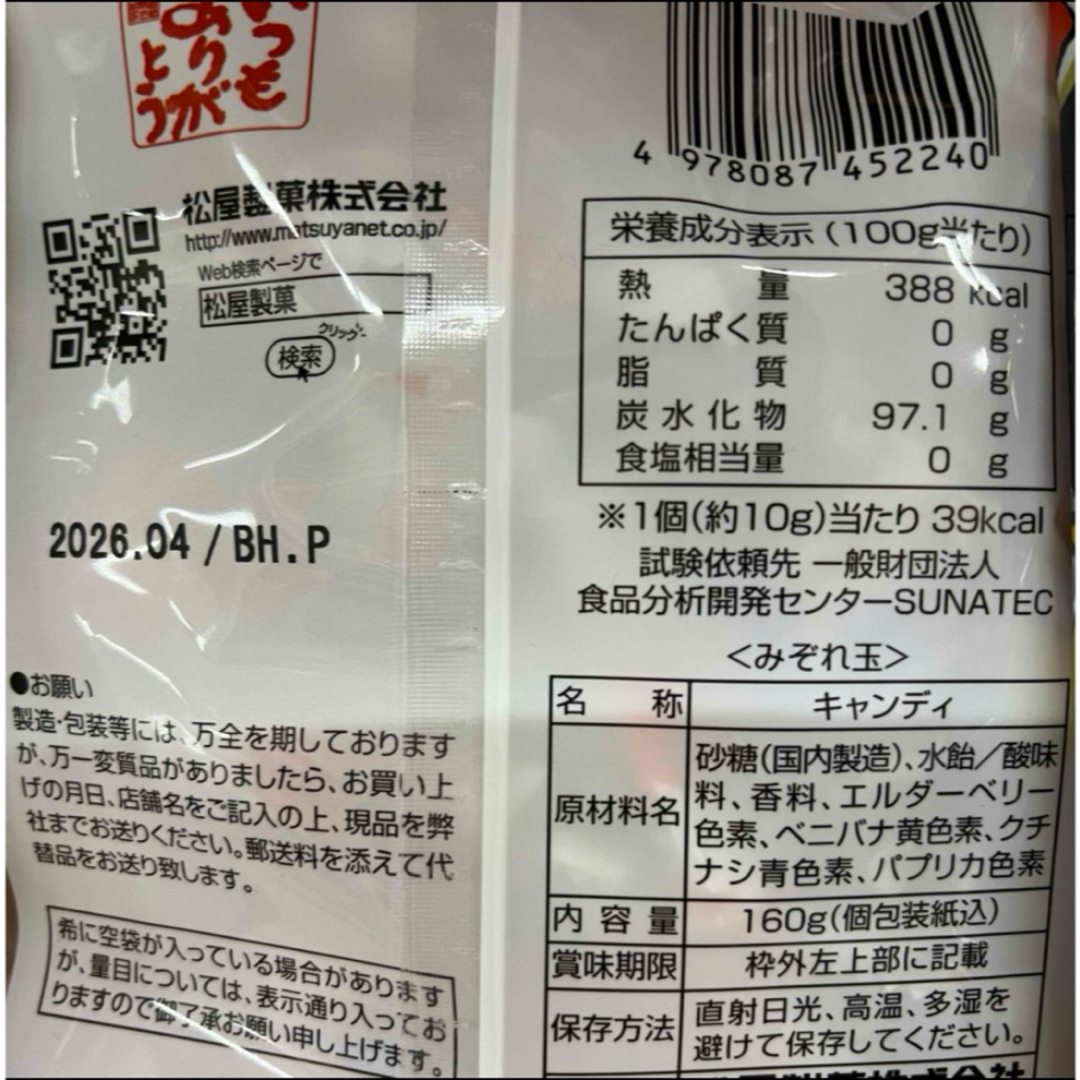 いつも
ありが
とう
松屋製菓株式会社
http://www.matsuyanet.co.jp/
Web検索ページで
松屋製菓
クリック
検索
2026.04 / BH.P
●お願い
製造・包装等には、万全を期しております
が、万一変質品がありましたら、お買い上
げの月日、店舗名をご記入の上、現品を弊
社までお送りください。郵送料を添えて代
替品をお送り致します。
希に空袋が入っている場合があります
が、量目については、表示通り入ってお
りますので御了承お願い申し上げます。
4 978087 452240
栄養成分表示（100g当たり）
熱量 388 kcal
たんぱく質 0 g
脂質 0 g
炭水化物 97.1 g
食塩相当量 0 g
※1個(約10g)当たり 39kcal
試験依頼先 一般財団法人
食品分析開発センターSUNATEC
＜みぞれ玉＞
名称 キャンディ
原材料名 砂糖(国内製造)、水飴／酸味
料、香料、エルダーベリー
色素、ベニバナ黄色素、クチ
ナシ青色素、パプリカ色素
内容量 160g(個包装紙込)
賞味期限 枠外左上部に記載
保存方法 直射日光、高温、多湿を
避けて保存してください。